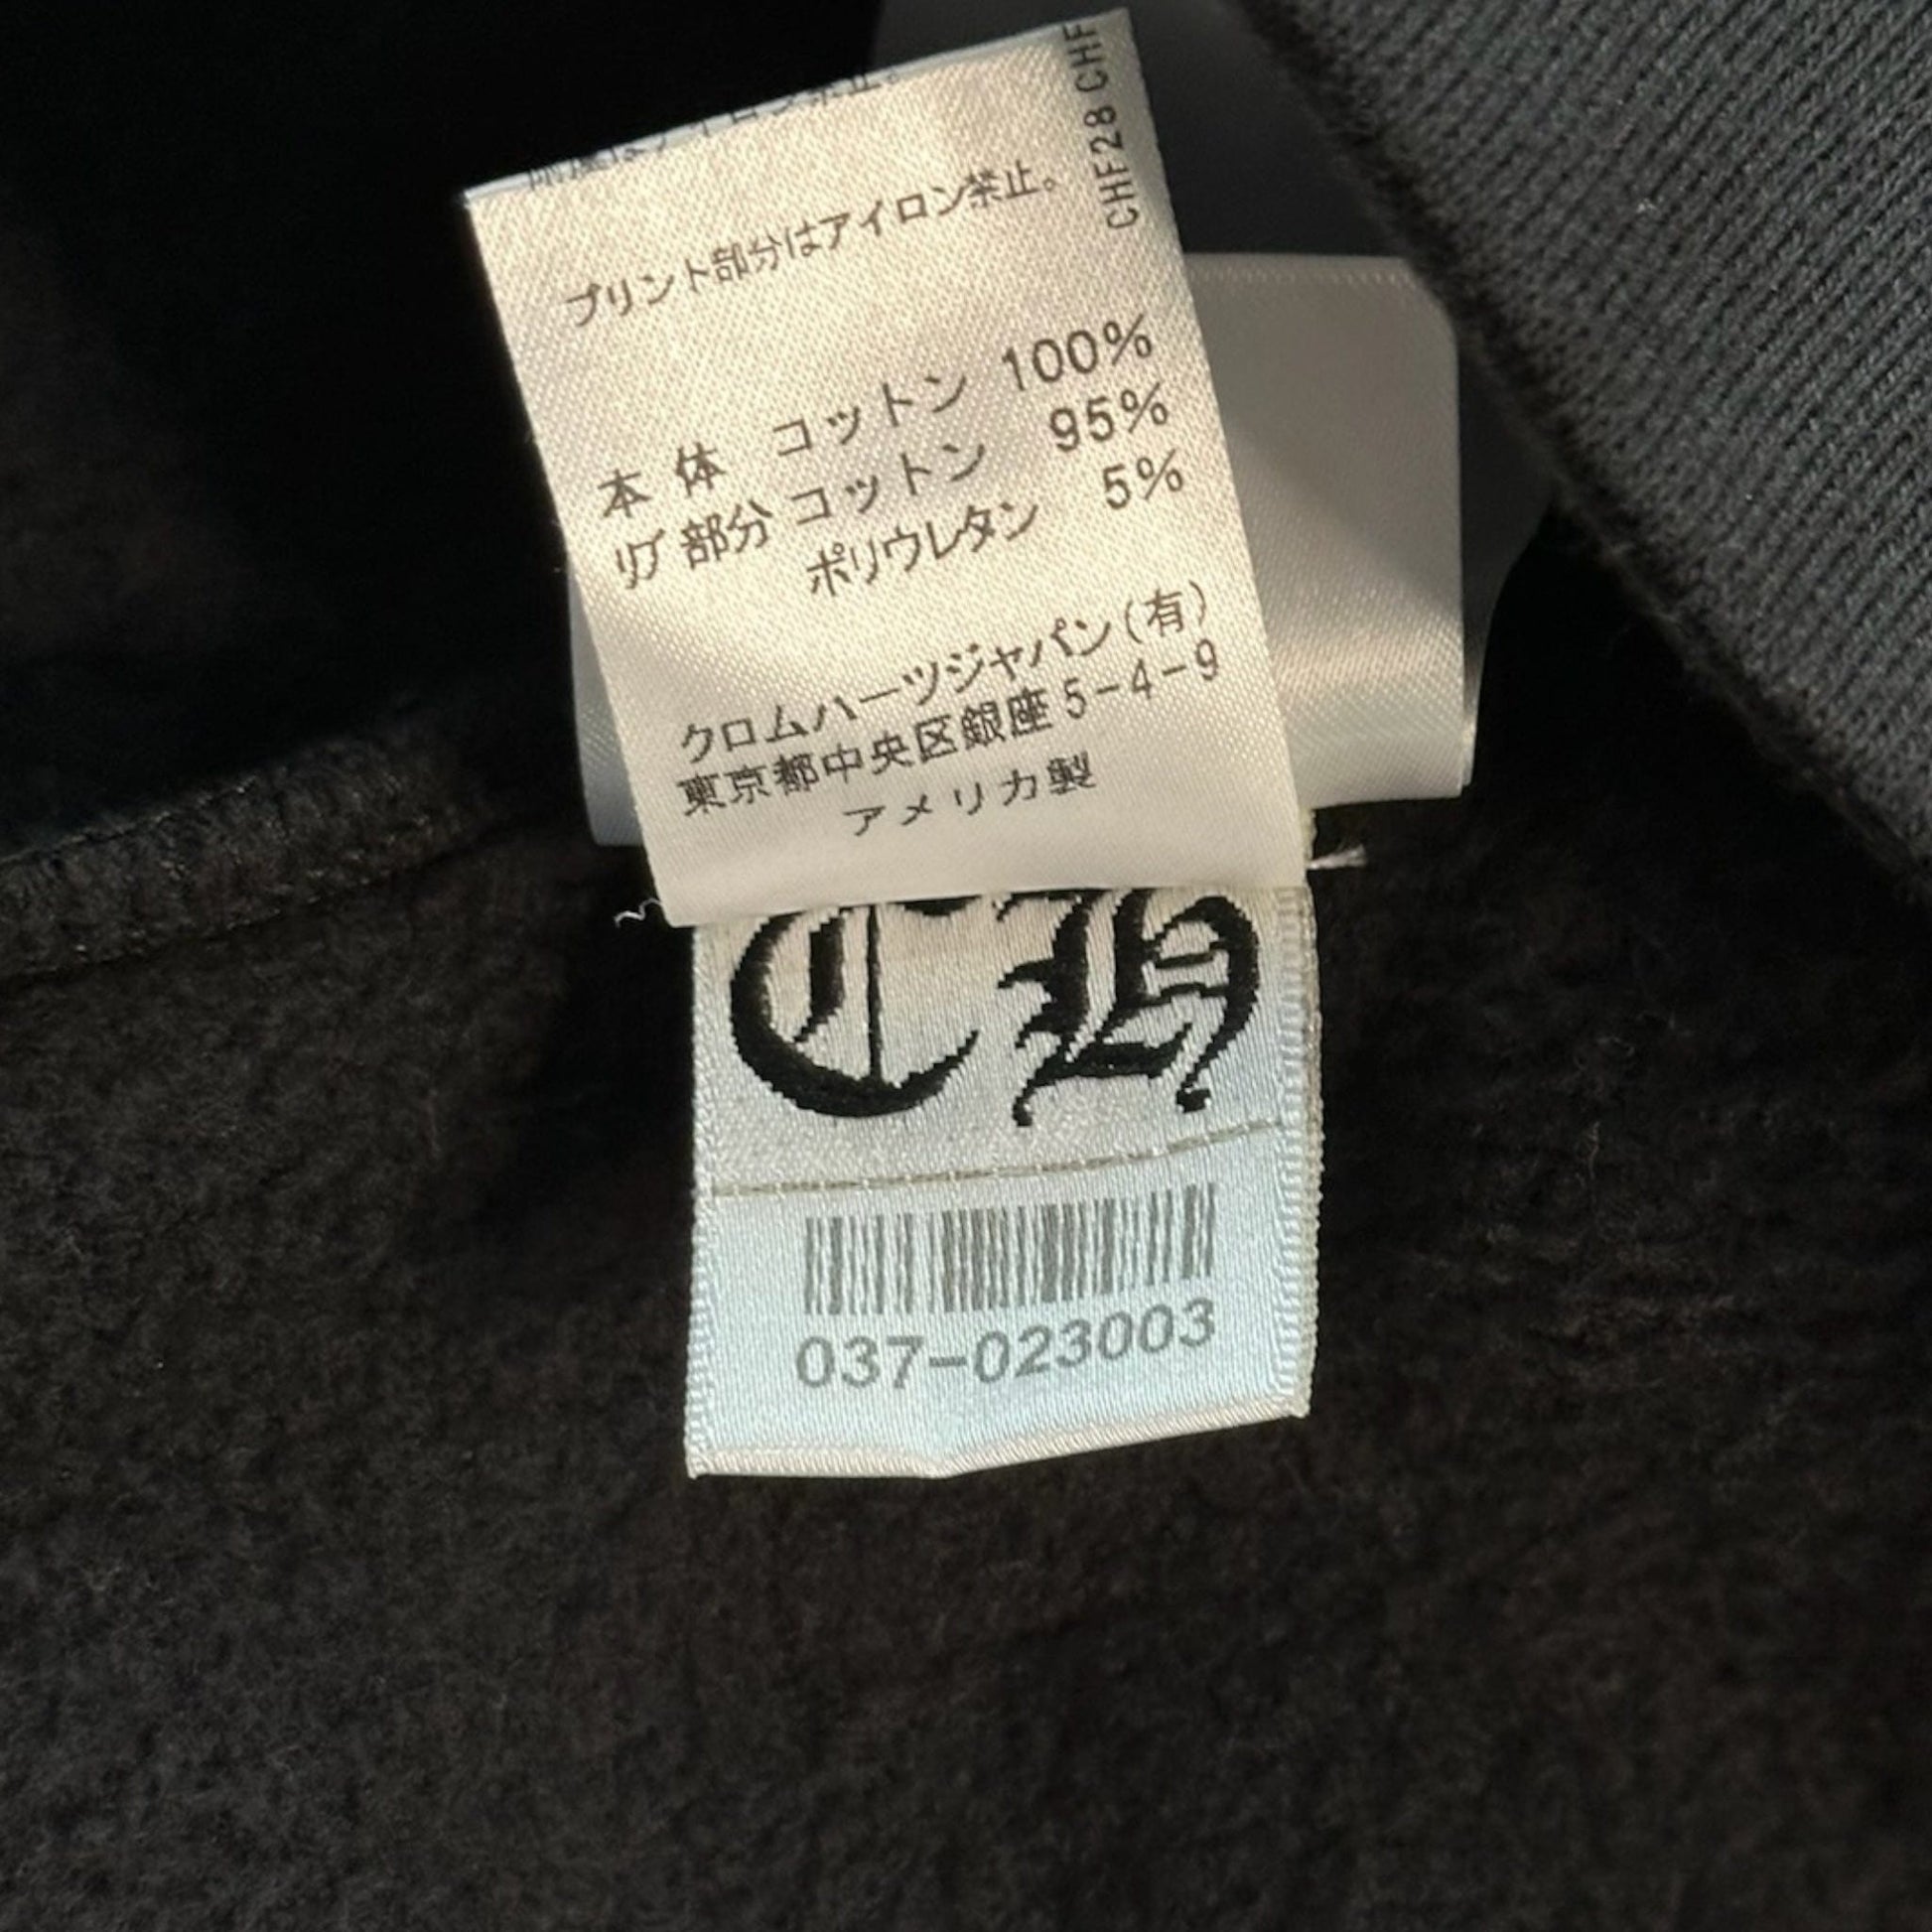 CHF28 CHF
プリント部分はアイロン禁止。
本体 コットン 100%
リブ部分 コットン 95%
ポリウレタン 5%
クロムハーツジャパン(有)
東京都中央区銀座5-4-9
アメリカ製
CH
037-023003